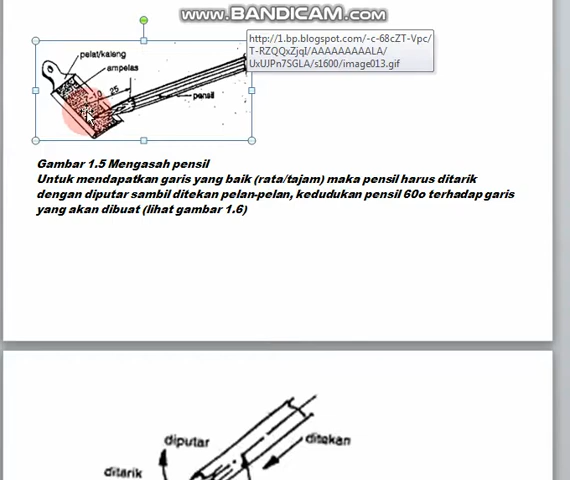 www.BANDICAM.com
http://1.bp.blogspot.com/-c-68cZT-Vpc/
T-RZQQxZjqI/AAAAAAAAALA/
UxUJPn7SGLA/s1600/image013.gif
pelat/kaleng
ampelas
7-10
25
pensil
Gambar 1.5 Mengasah pensil
Untuk mendapatkan garis yang baik (rata/tajam) maka pensil harus ditarik
dengan diputar sambil ditekan pelan-pelan, kedudukan pensil 60o terhadap garis
yang akan dibuat (lihat gambar 1.6)
diputar
ditekan
ditarik